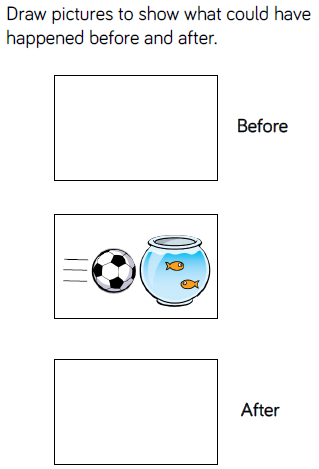 Draw pictures to show what could have
happened before and after.
Before
After